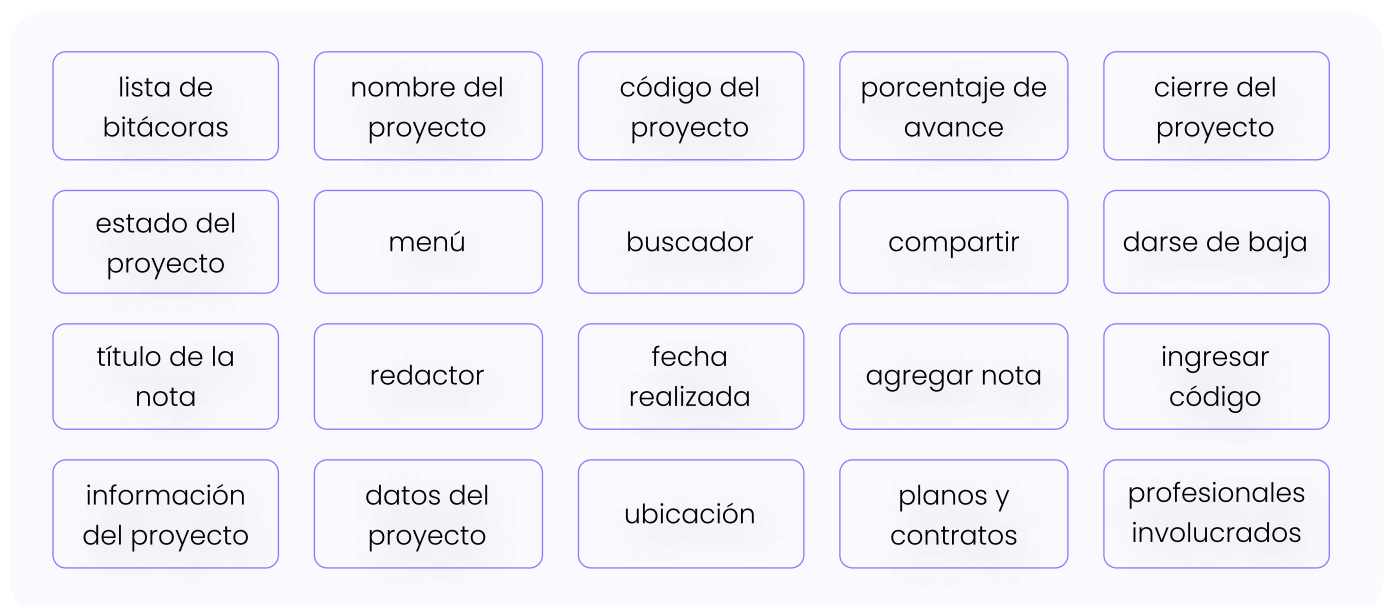 lista de
bitácoras
nombre del
proyecto
código del
proyecto
porcentaje de
avance
cierre del
proyecto
estado del
proyecto
menú
buscador
compartir
darse de baja
título de la
nota
redactor
fecha
realizada
agregar nota
ingresar
código
información
del proyecto
datos del
proyecto
ubicación
planos y
contratos
profesionales
involucrados